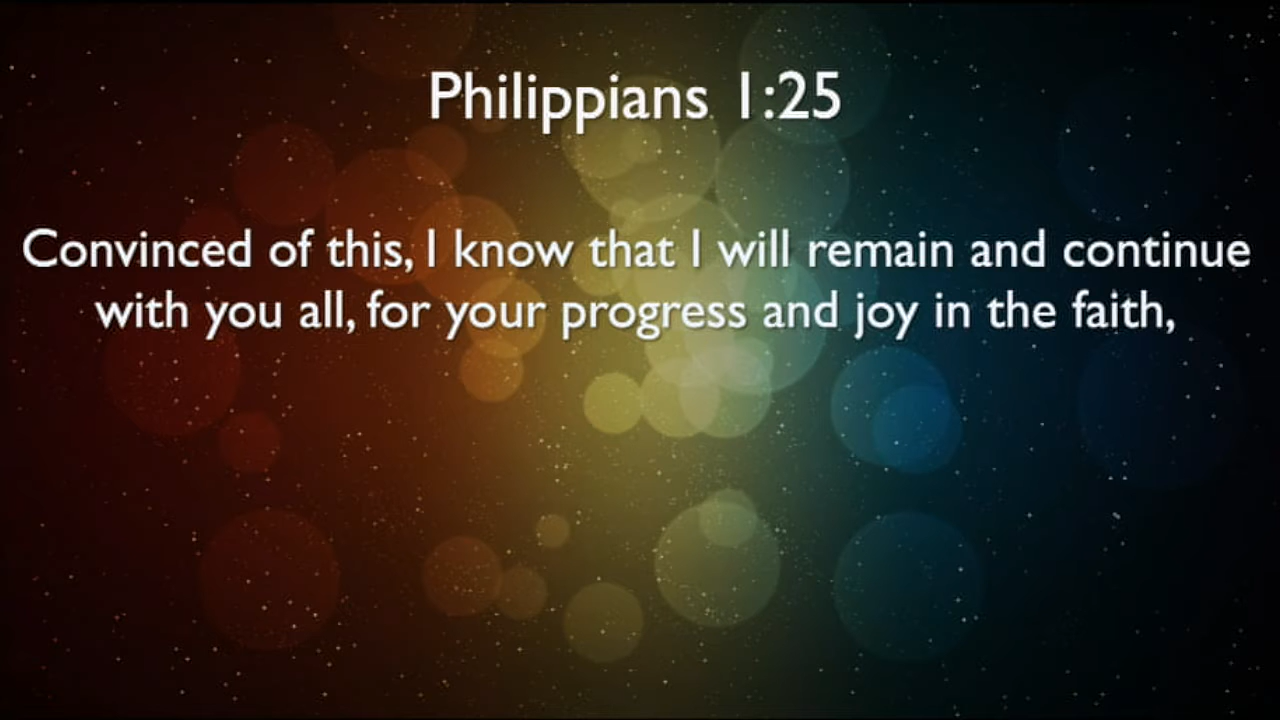 Philippians 1:25
Convinced of this, I know that I will remain and continue
with you all, for your progress and joy in the faith,